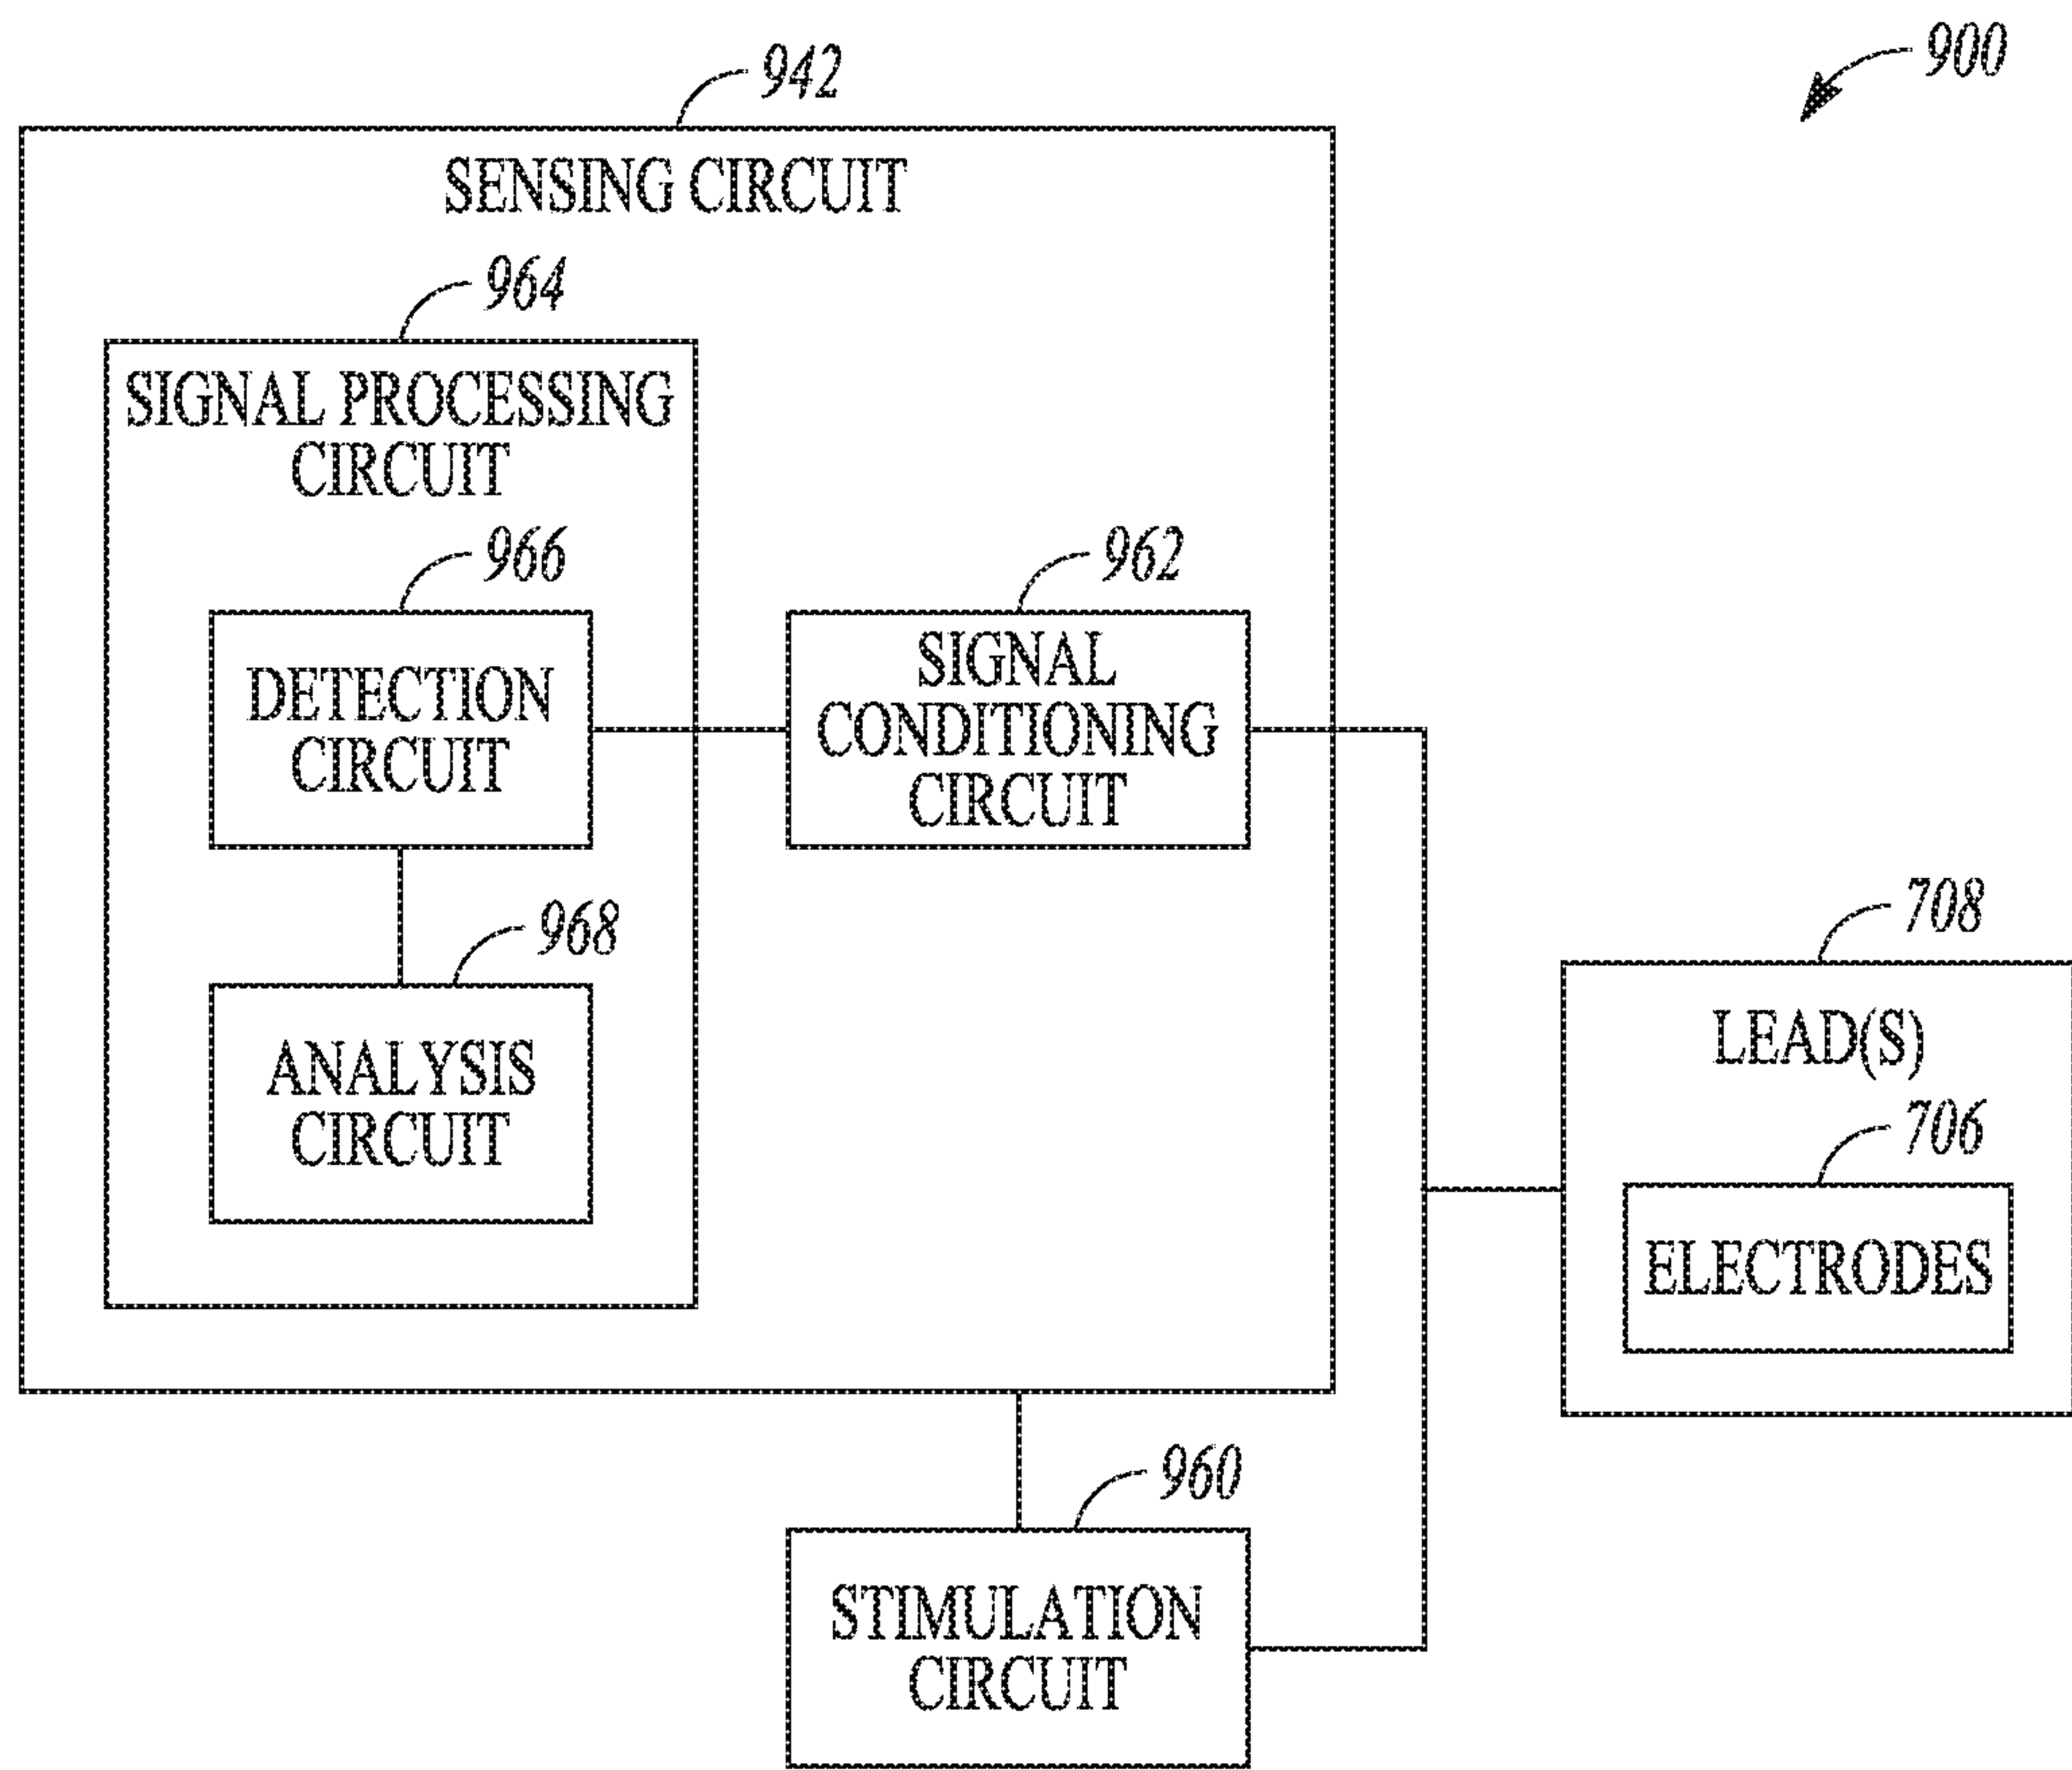 900
942
SENSING CIRCUIT
964
SIGNAL PROCESSING
CIRCUIT
966
DETECTION
CIRCUIT
962
SIGNAL
CONDITIONING
CIRCUIT
968
ANALYSIS
CIRCUIT
708
LEAD(S)
706
ELECTRODES
960
STIMULATION
CIRCUIT